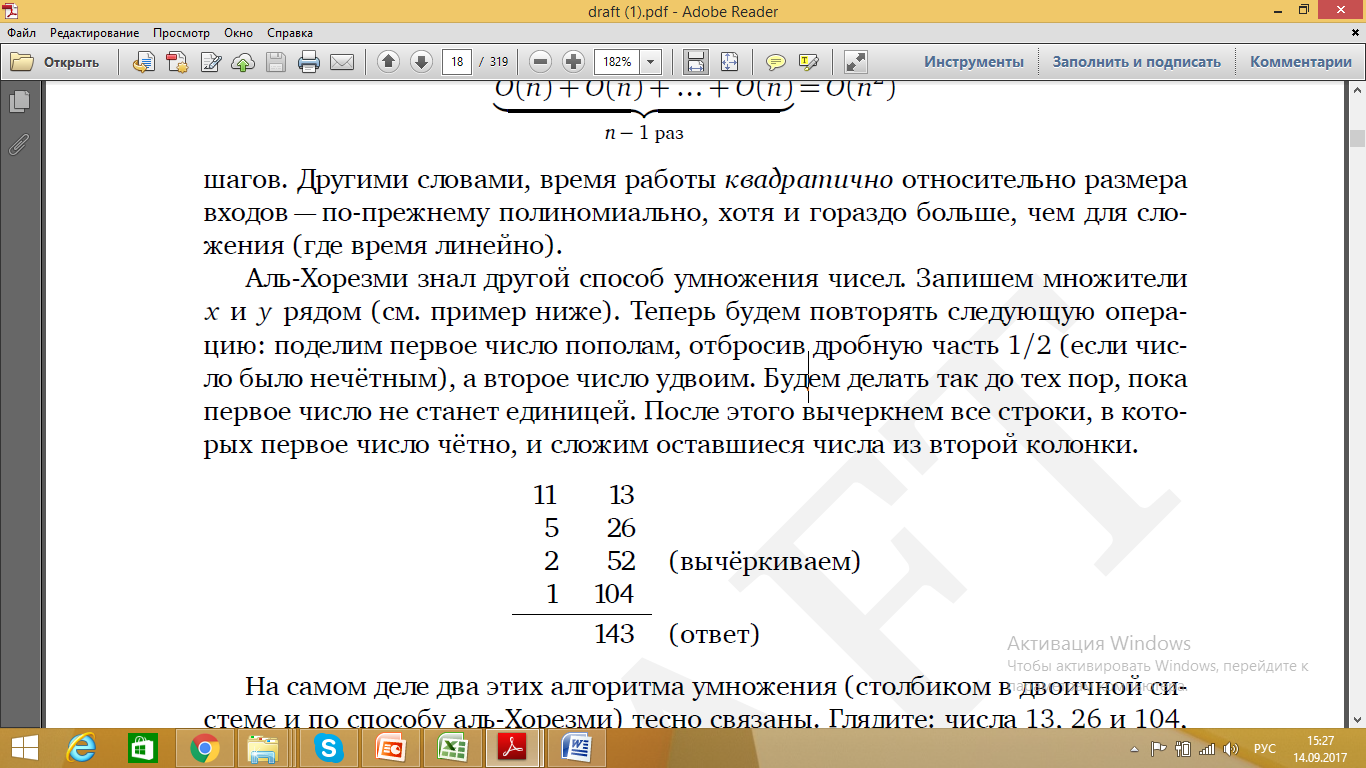 draft (1).pdf - Adobe Reader
Файл Редактирование Просмотр Окно Справка
Открыть 18 / 319 182% Инструменты Заполнить и подписать Комментарии
O(n) + O(n) + … + O(n) = O(n²)
n − 1 раз
шагов. Другими словами, время работы квадратично относительно размера
входов — по-прежнему полиномиально, хотя и гораздо больше, чем для сло-
жения (где время линейно).
Аль-Хорезми знал другой способ умножения чисел. Запишем множители
x и y рядом (см. пример ниже). Теперь будем повторять следующую опера-
цию: поделим первое число пополам, отбросив дробную часть 1/2 (если чис-
ло было нечётным), а второе число удвоим. Будем делать так до тех пор, пока
первое число не станет единицей. После этого вычеркнем все строки, в кото-
рых первое число чётно, и сложим оставшиеся числа из второй колонки.
11 13
5 26
2 52 (вычёркиваем)
1 104
143 (ответ)
Активация Windows
Чтобы активировать Windows, перейдите к
На самом деле два этих алгоритма умножения (столбиком в двоичной си-
стеме и по способу аль-Хорезми) тесно связаны. Глядите: числа 13, 26 и 104,
РУС
15:27
14.09.2017